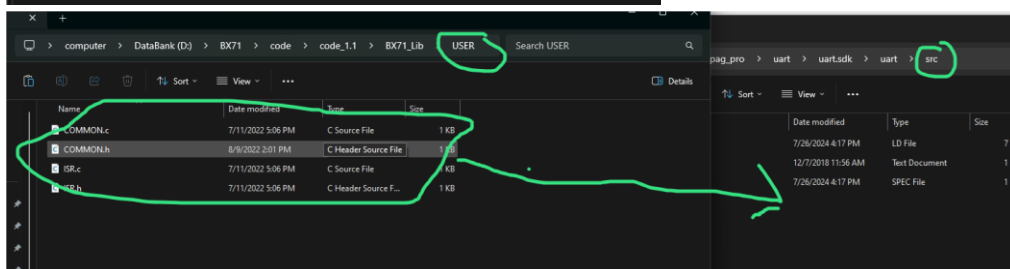 computer > DataBank (D:) > BX71 > code > code_1.1 > BX71_Lib USER Search USER
pag_pro > uart > uart.sdk > uart > src
Sort View ... Details
Sort View ...
Name Date modified Type Size
COMMON.c 7/11/2022 5:06 PM C Source File 1 KB
COMMON.h 8/9/2022 2:01 PM C Header Source File 1 KB
ISR.c 7/11/2022 5:06 PM C Source File 1 KB
ISR.h 7/11/2022 5:06 PM C Header Source F... 1 KB
Date modified Type Size
7/26/2024 4:17 PM LD File 7
12/7/2018 11:56 AM Text Document 1
7/26/2024 4:17 PM SPEC File 1